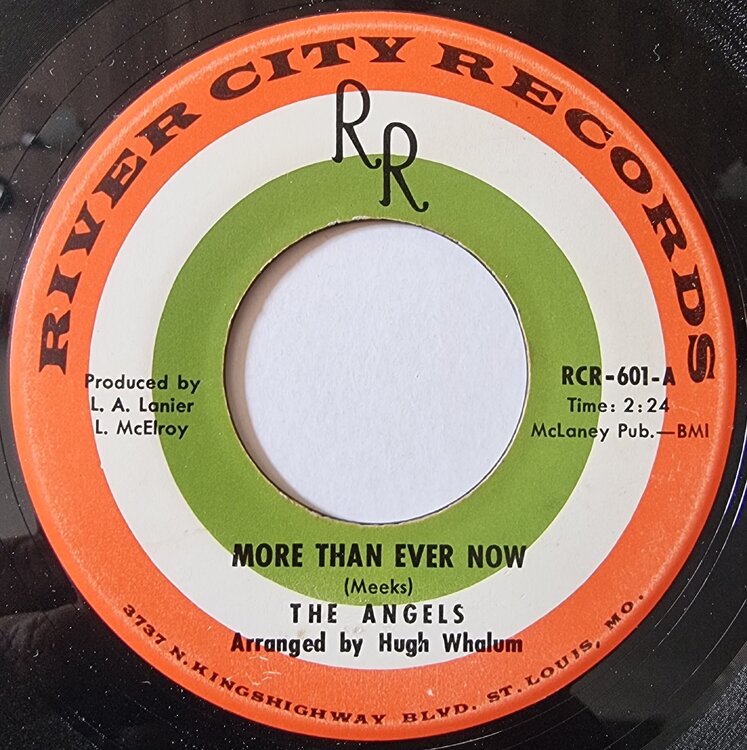 RIVER CITY RECORDS
RR
Produced by
L. A. Lanier
L. McElroy
RCR-601-A
Time: 2:24
McLaney Pub.—BMI
MORE THAN EVER NOW
(Meeks)
THE ANGELS
Arranged by Hugh Whalum
3737 N. KINGSHIGHWAY BLVD. ST. LOUIS, MO.